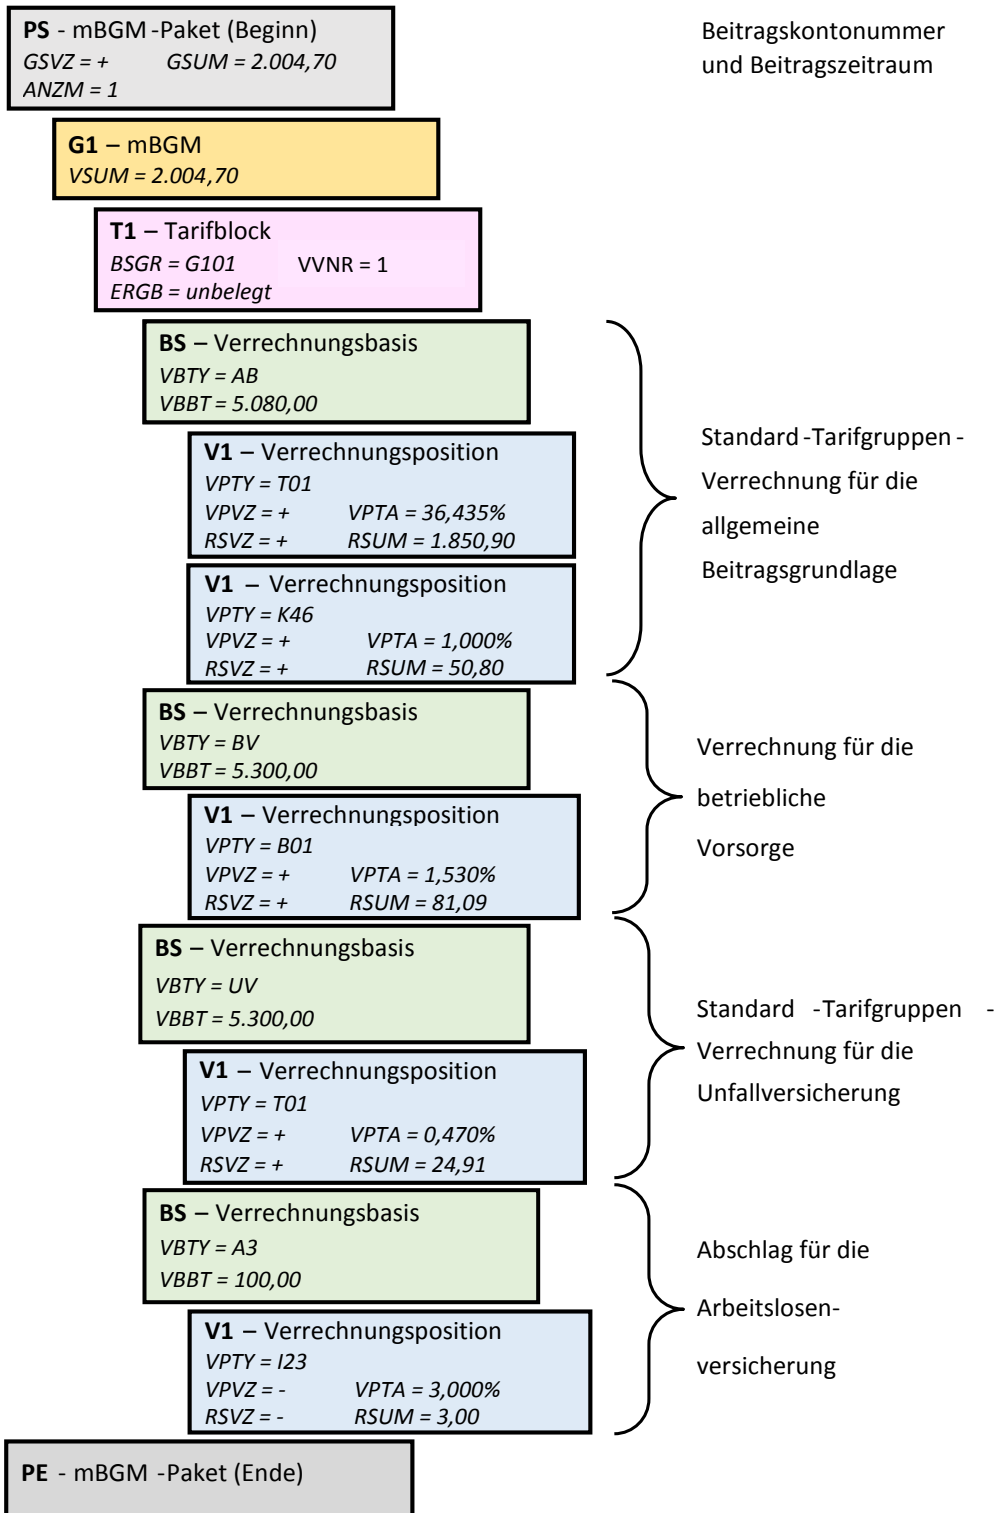 PS - mBGM -Paket (Beginn)
GSVZ = + GSUM = 2.004,70
ANZM = 1
Beitragskontonummer
und Beitragszeitraum
G1 – mBGM
VSUM = 2.004,70
T1 – Tarifblock
BSGR = G101 VVNR = 1
ERGB = unbelegt
BS – Verrechnungsbasis
VBTY = AB
VBBT = 5.080,00
V1 – Verrechnungsposition
VPTY = T01
VPVZ = + VPTA = 36,435%
RSVZ = + RSUM = 1.850,90
V1 – Verrechnungsposition
VPTY = K46
VPVZ = + VPTA = 1,000%
RSVZ = + RSUM = 50,80
Standard -Tarifgruppen -
Verrechnung für die
allgemeine
Beitragsgrundlage
BS – Verrechnungsbasis
VBTY = BV
VBBT = 5.300,00
V1 – Verrechnungsposition
VPTY = B01
VPVZ = + VPTA = 1,530%
RSVZ = + RSUM = 81,09
Verrechnung für die
betriebliche
Vorsorge
BS – Verrechnungsbasis
VBTY = UV
VBBT = 5.300,00
V1 – Verrechnungsposition
VPTY = T01
VPVZ = + VPTA = 0,470%
RSVZ = + RSUM = 24,91
Standard -Tarifgruppen -
Verrechnung für die
Unfallversicherung
BS – Verrechnungsbasis
VBTY = A3
VBBT = 100,00
V1 – Verrechnungsposition
VPTY = I23
VPVZ = - VPTA = 3,000%
RSVZ = - RSUM = 3,00
Abschlag für die
Arbeitslosen-
versicherung
PE - mBGM -Paket (Ende)